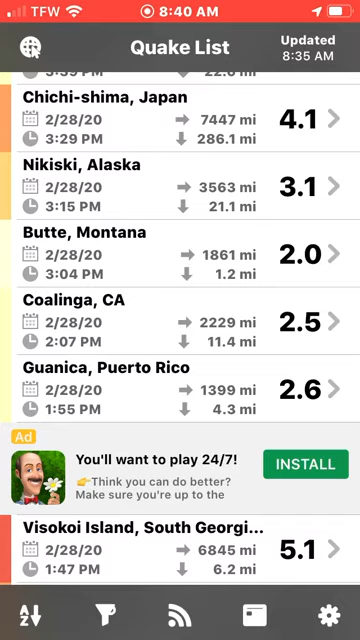 TFW 8:40 AM
Quake List
Updated
8:35 AM
3:39 PM 22.6 mi
Chichi-shima, Japan
2/28/20 7447 mi 4.1
3:29 PM 286.1 mi
Nikiski, Alaska
2/28/20 3563 mi 3.1
3:15 PM 21.1 mi
Butte, Montana
2/28/20 1861 mi 2.0
3:04 PM 1.2 mi
Coalinga, CA
2/28/20 2229 mi 2.5
2:07 PM 11.4 mi
Guanica, Puerto Rico
2/28/20 1399 mi 2.6
1:55 PM 4.3 mi
Ad
You'll want to play 24/7!
👉Think you can do better?
Make sure you're up to the
INSTALL
Visokoi Island, South Georgi...
2/28/20 6845 mi 5.1
1:47 PM 6.2 mi
A
Z